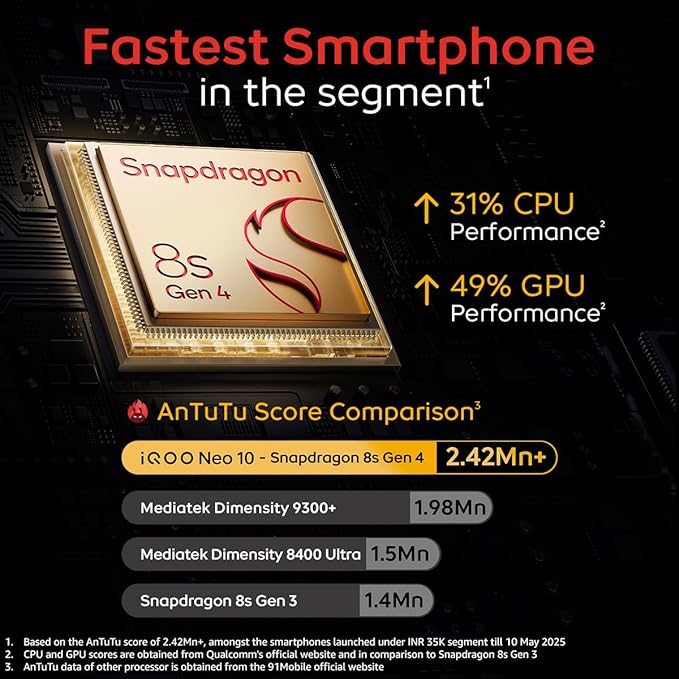 Fastest Smartphone
in the segment¹
Snapdragon
8s
Gen 4
↑ 31% CPU
Performance²
↑ 49% GPU
Performance²
AnTuTu Score Comparison³
iQOO Neo 10 - Snapdragon 8s Gen 4 2.42Mn+
Mediatek Dimensity 9300+ 1.98Mn
Mediatek Dimensity 8400 Ultra 1.5Mn
Snapdragon 8s Gen 3 1.4Mn
1. Based on the AnTuTu score of 2.42Mn+, amongst the smartphones launched under INR 35K segment till 10 May 2025
2. CPU and GPU scores are obtained from Qualcomm's official website and in comparison to Snapdragon 8s Gen 3
3. AnTuTu data of other processor is obtained from the 91Mobile official website